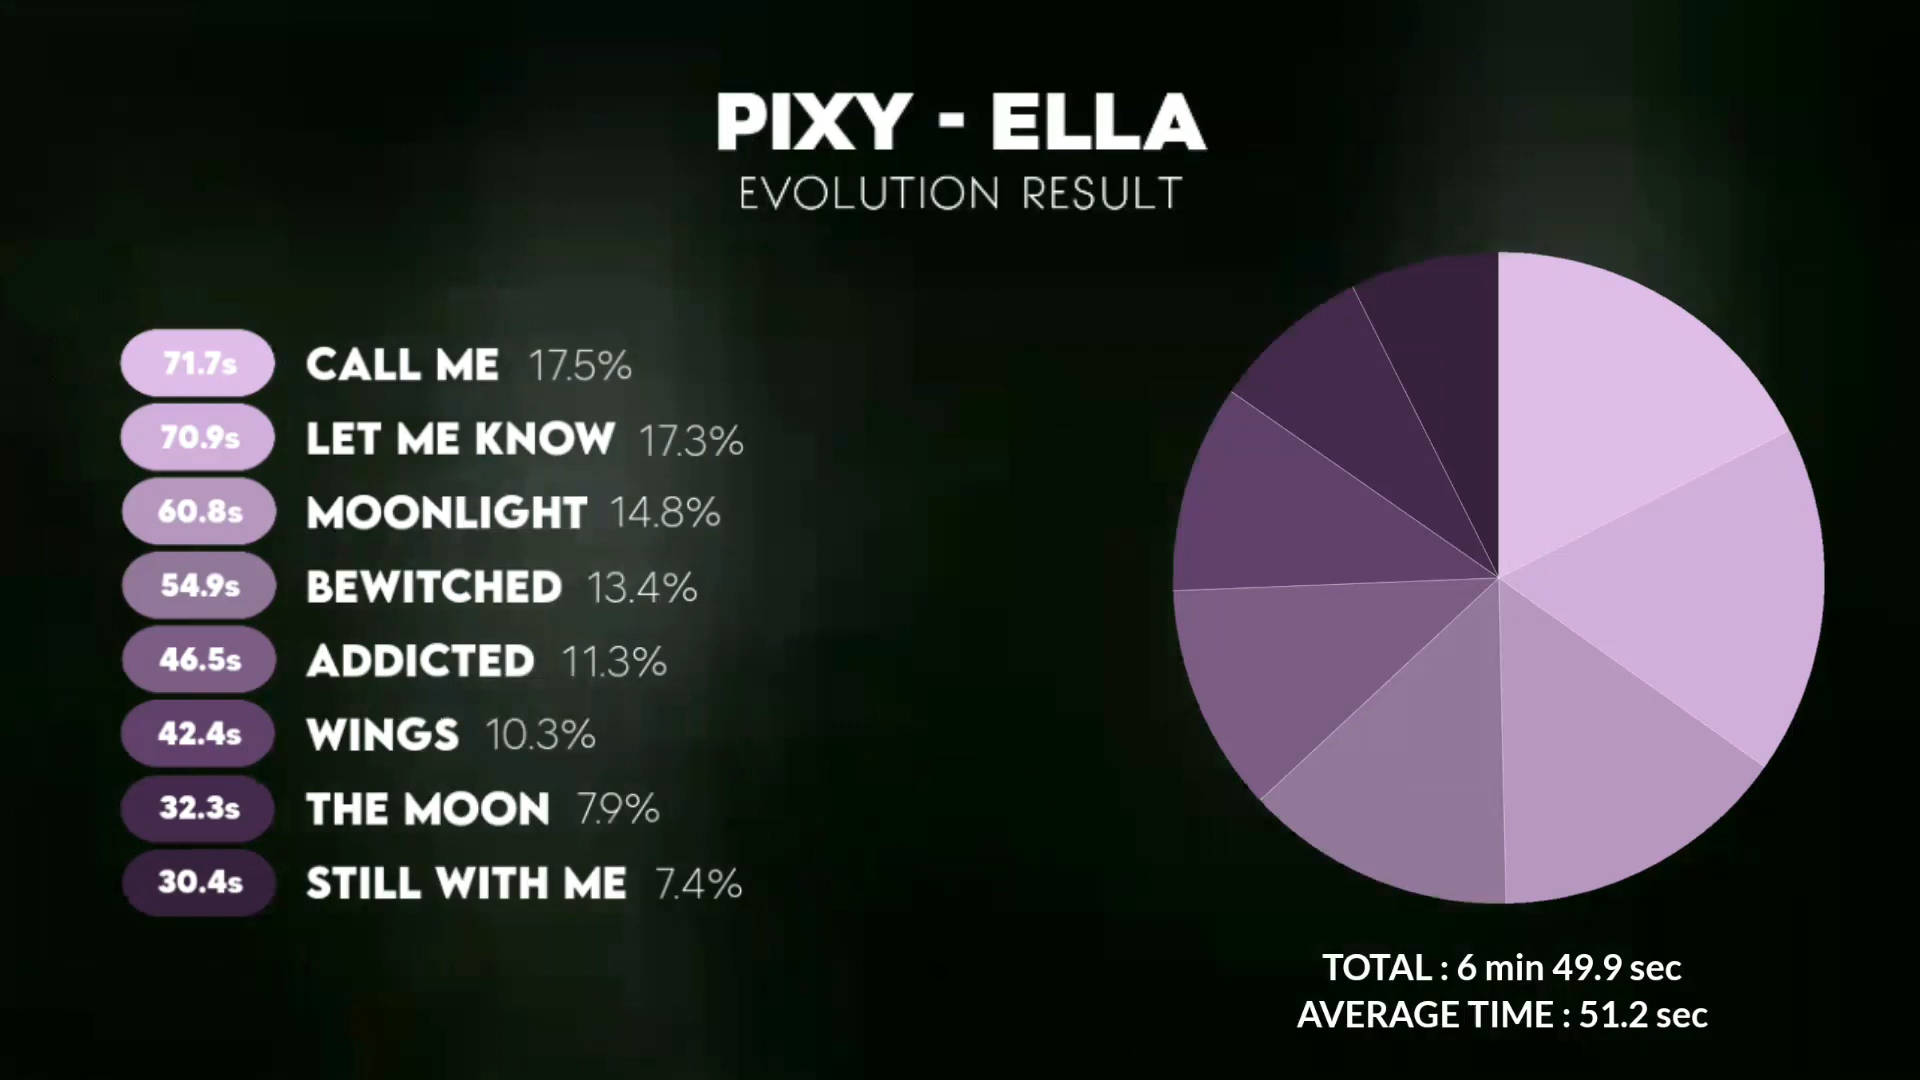 PIXY - ELLA
EVOLUTION RESULT
71.7s CALL ME 17.5%
70.9s LET ME KNOW 17.3%
60.8s MOONLIGHT 14.8%
54.9s BEWITCHED 13.4%
46.5s ADDICTED 11.3%
42.4s WINGS 10.3%
32.3s THE MOON 7.9%
30.4s STILL WITH ME 7.4%
TOTAL : 6 min 49.9 sec
AVERAGE TIME : 51.2 sec